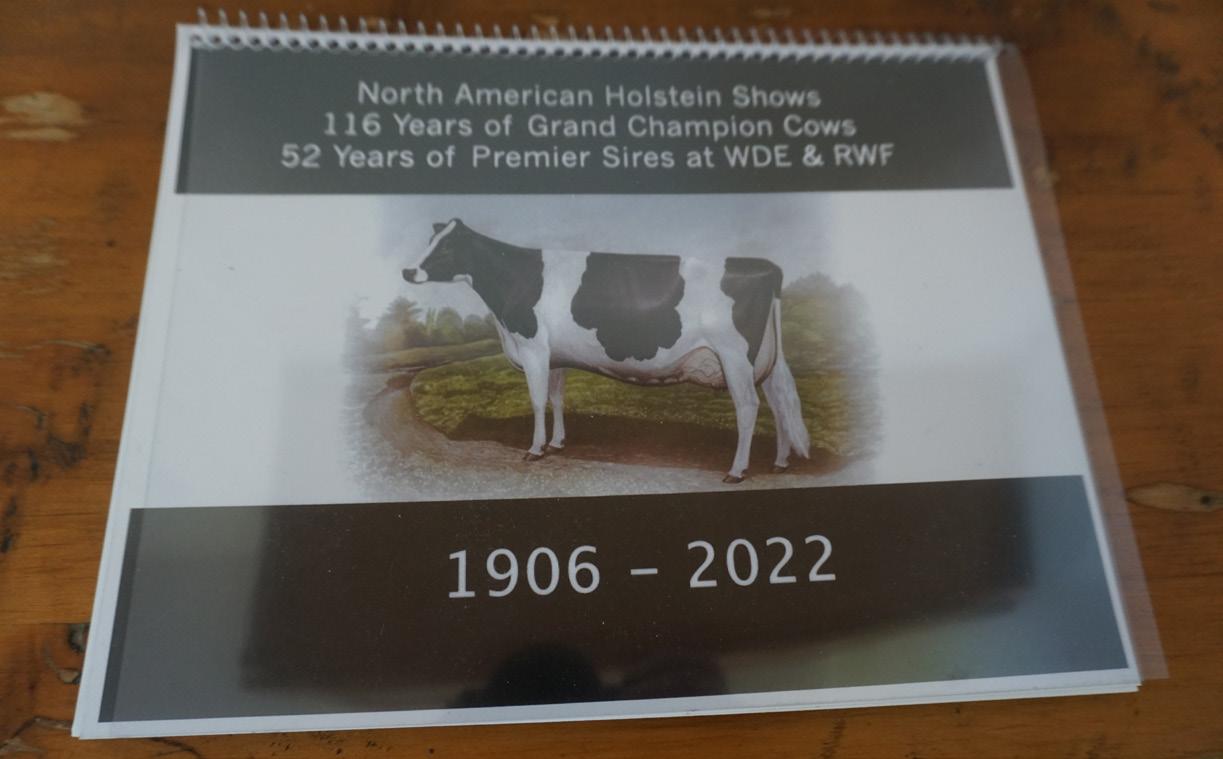 North American Holstein Shows
116 Years of Grand Champion Cows
52 Years of Premier Sires at WDE & RWF
1906 – 2022